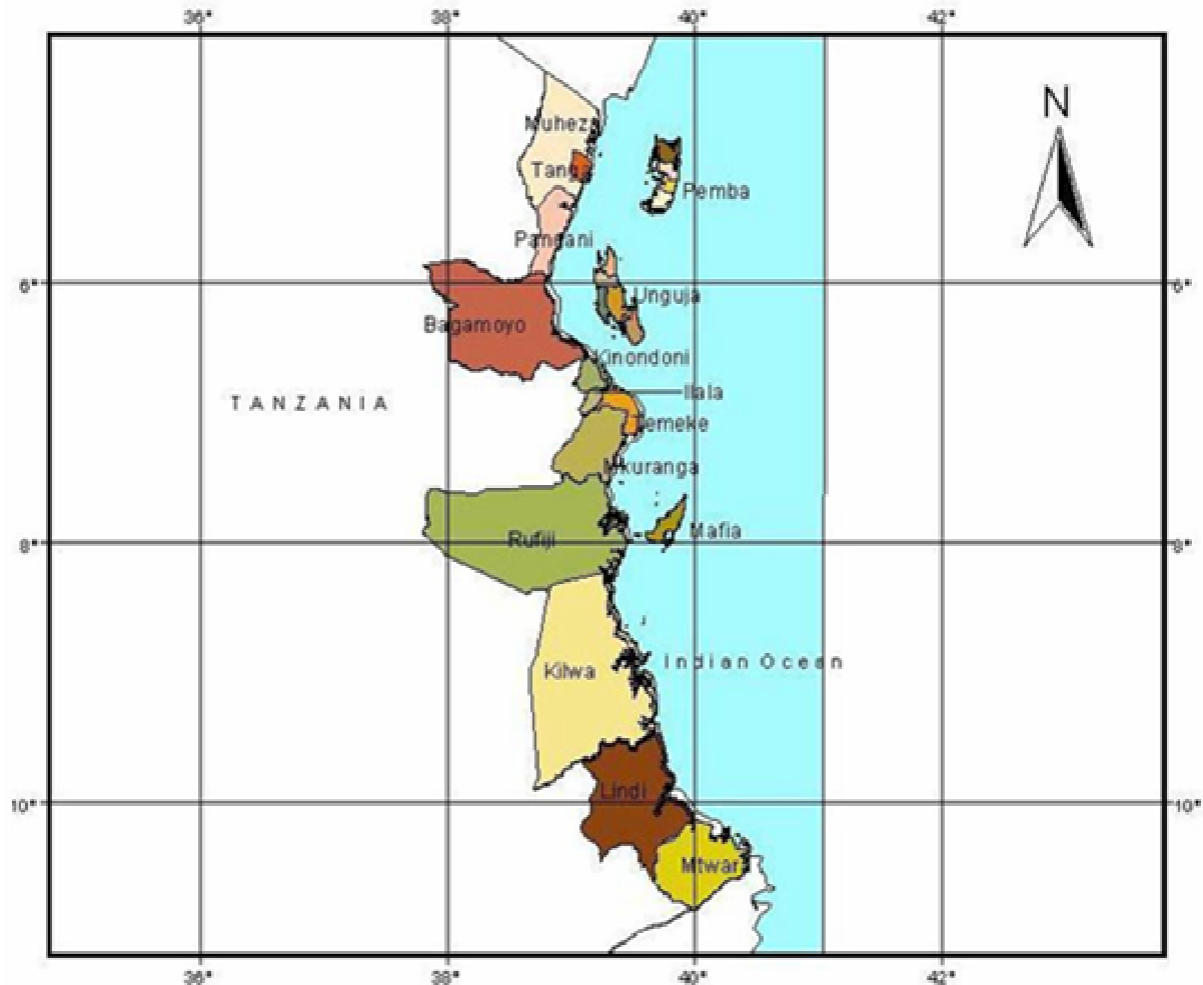 36° 38° 40° 42°
N
Muheza
Tanga
Pemba
Pangani
6° 6°
Unguja
Bagamoyo
Kinondoni
Ilala
TANZANIA
Temeke
Mkuranga
Mafia
Rufiji
8° 8°
Indian Ocean
Kilwa
Lindi
10° 10°
Mtwar
36° 38° 40° 42°